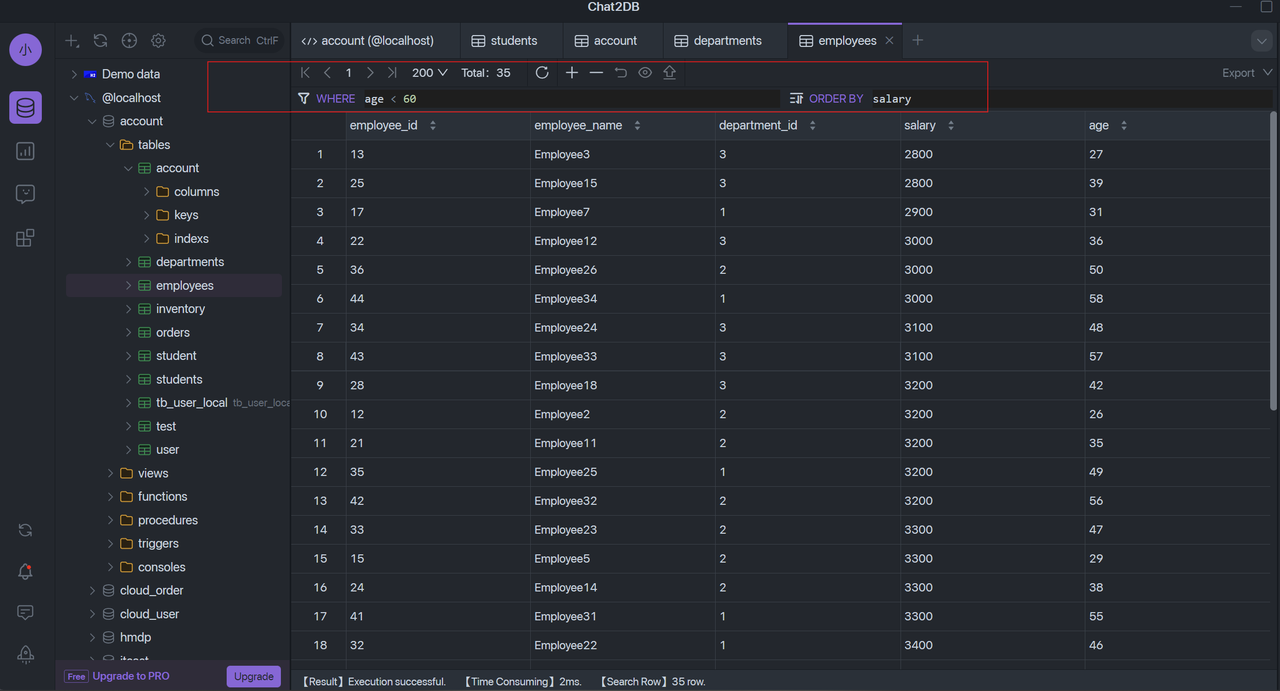 Chat2DB
小
Search CtrlF
</> account (@localhost) students account departments employees
1 200 Total: 35 Export
WHERE age < 60 ORDER BY salary
Demo data
@localhost
account
tables
account
columns
keys
indexs
departments
employees
inventory
orders
student
students
tb_user_local tb_user_loca
test
user
views
functions
procedures
triggers
consoles
cloud_order
cloud_user
hmdp
Free Upgrade to PRO Upgrade
employee_id employee_name department_id salary age
1 13 Employee3 3 2800 27
2 25 Employee15 3 2800 39
3 17 Employee7 1 2900 31
4 22 Employee12 3 3000 36
5 36 Employee26 2 3000 50
6 44 Employee34 1 3000 58
7 34 Employee24 3 3100 48
8 43 Employee33 3 3100 57
9 28 Employee18 3 3200 42
10 12 Employee2 2 3200 26
11 21 Employee11 2 3200 35
12 35 Employee25 1 3200 49
13 42 Employee32 2 3200 56
14 33 Employee23 2 3300 47
15 15 Employee5 2 3300 29
16 24 Employee14 2 3300 38
17 41 Employee31 1 3300 55
18 32 Employee22 1 3400 46
【Result】Execution successful. 【Time Consuming】2ms. 【Search Row】35 row.